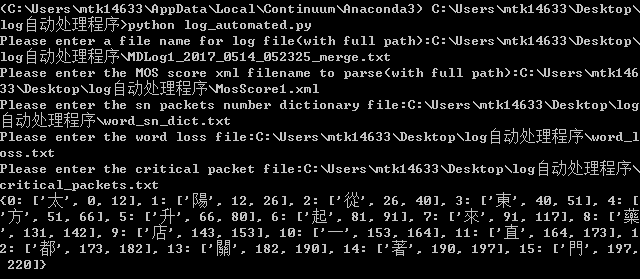 (C:\Users\mtk14633\AppData\Local\Continuum\Anaconda3) C:\Users\mtk14633\Desktop\
log自动处理程序>python log_automated.py
Please enter a file name for log file(with full path):C:\Users\mtk14633\Desktop\
log自动处理程序\MDLog1_2017_0514_052325_merge.txt
Please enter the MOS score xml filename to parse(with full path):C:\Users\mtk146
33\Desktop\log自动处理程序\MosScore1.xml
Please enter the sn packets number dictionary file:C:\Users\mtk14633\Desktop\log
自动处理程序\word_sn_dict.txt
Please enter the word loss file:C:\Users\mtk14633\Desktop\log自动处理程序\word_l
oss.txt
Please enter the critical packet file:C:\Users\mtk14633\Desktop\log自动处理程序\
critical_packets.txt
{0: ['太', 0, 12], 1: ['陽', 12, 26], 2: ['從', 26, 40], 3: ['東', 40, 51], 4: [
'方', 51, 66], 5: ['升', 66, 80], 6: ['起', 81, 91], 7: ['來', 91, 117], 8: ['藥
', 131, 142], 9: ['店', 143, 153], 10: ['一', 153, 164], 11: ['直', 164, 173], 1
2: ['都', 173, 182], 13: ['關', 182, 190], 14: ['著', 190, 197], 15: ['門', 197,
 220]}